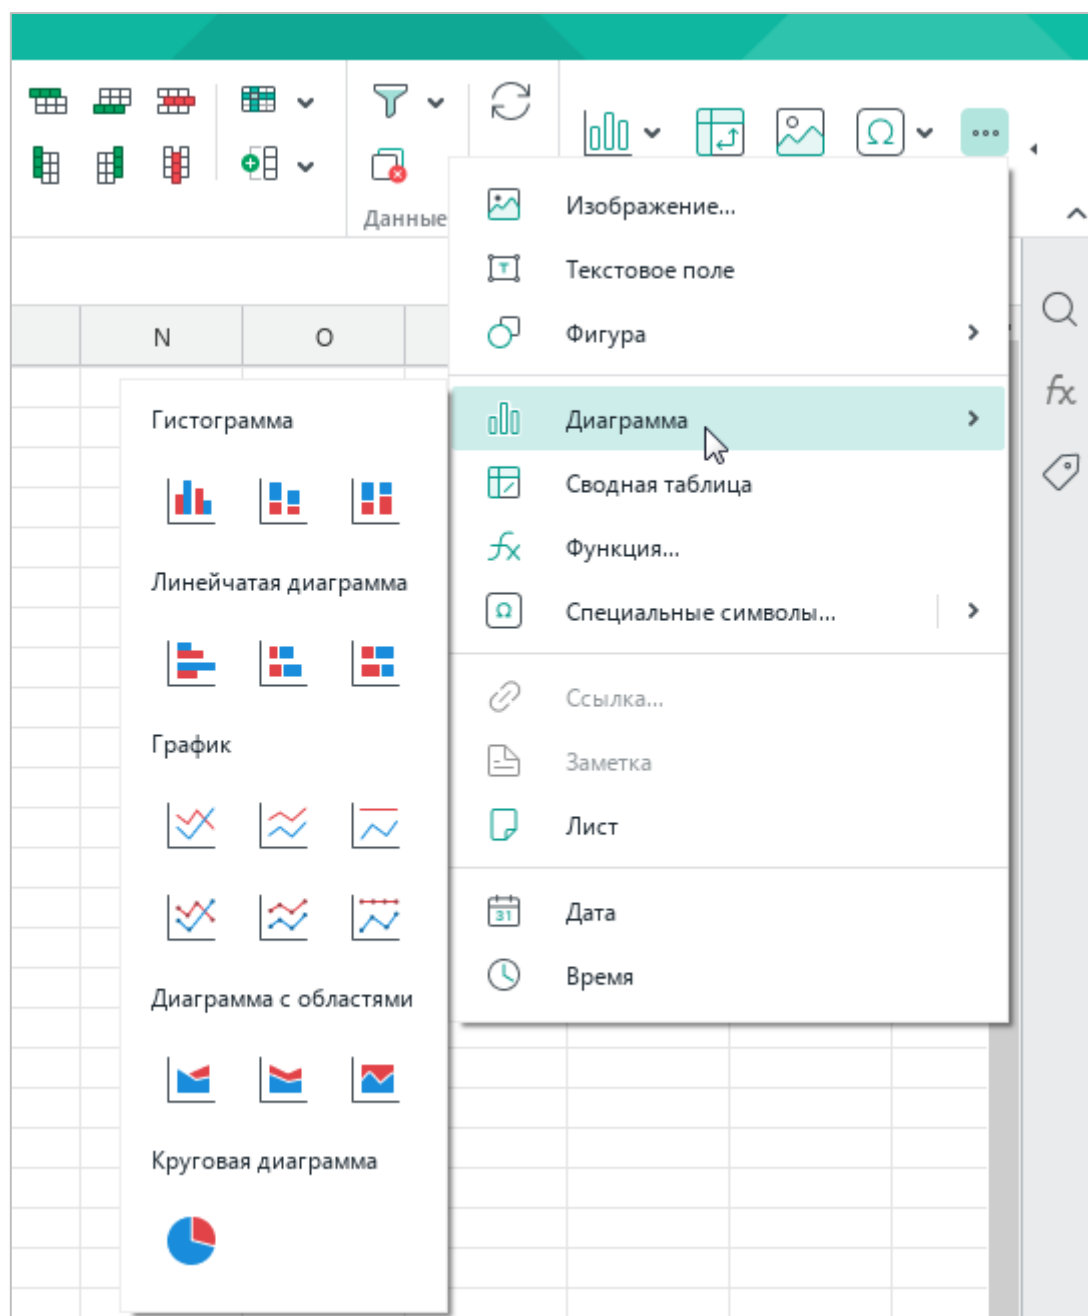 Данные
Изображение...
Текстовое поле
Фигура
N
O
Диаграмма
Сводная таблица
Функция...
Специальные символы...
Ссылка...
Заметка
Лист
Дата
Время
Гистограмма
Линейчатая диаграмма
График
Диаграмма с областями
Круговая диаграмма